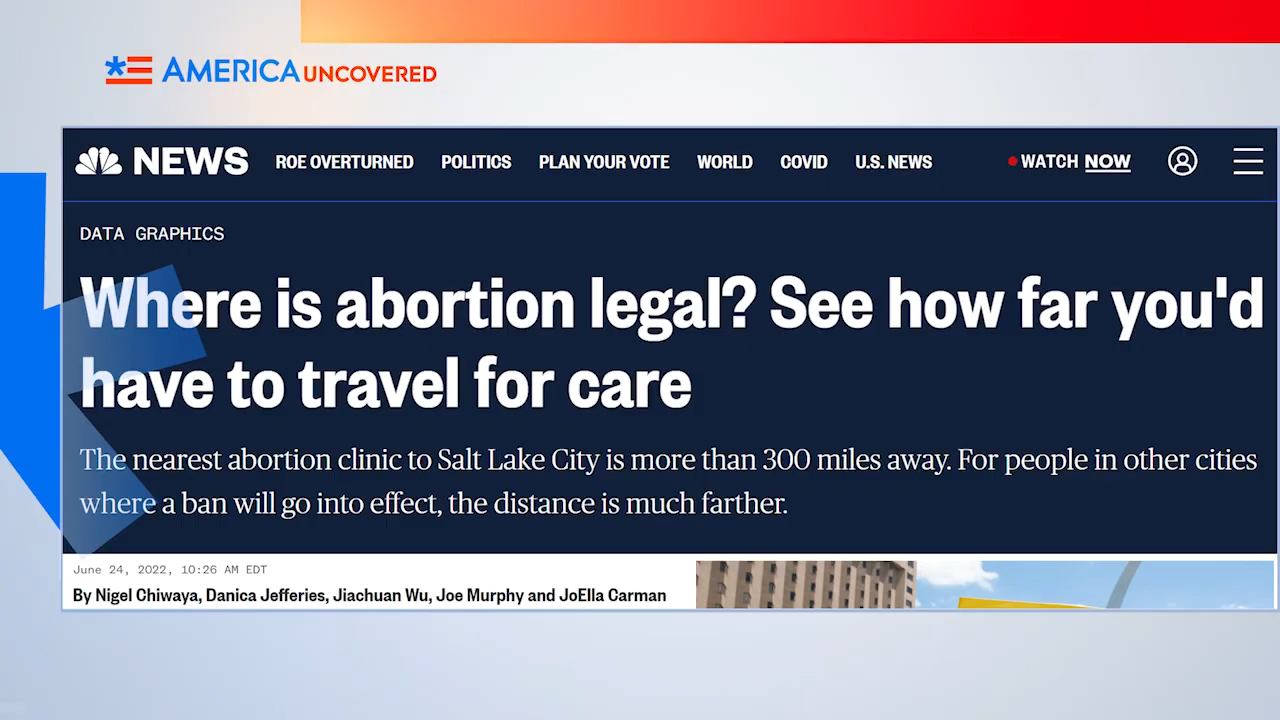 AMERICA UNCOVERED
NEWS ROE OVERTURNED POLITICS PLAN YOUR VOTE WORLD COVID U.S. NEWS WATCH NOW
DATA GRAPHICS
Where is abortion legal? See how far you'd
have to travel for care
The nearest abortion clinic to Salt Lake City is more than 300 miles away. For people in other cities
where a ban will go into effect, the distance is much farther.
June 24, 2022, 10:26 AM EDT
By Nigel Chiwaya, Danica Jefferies, Jiachuan Wu, Joe Murphy and JoElla Carman